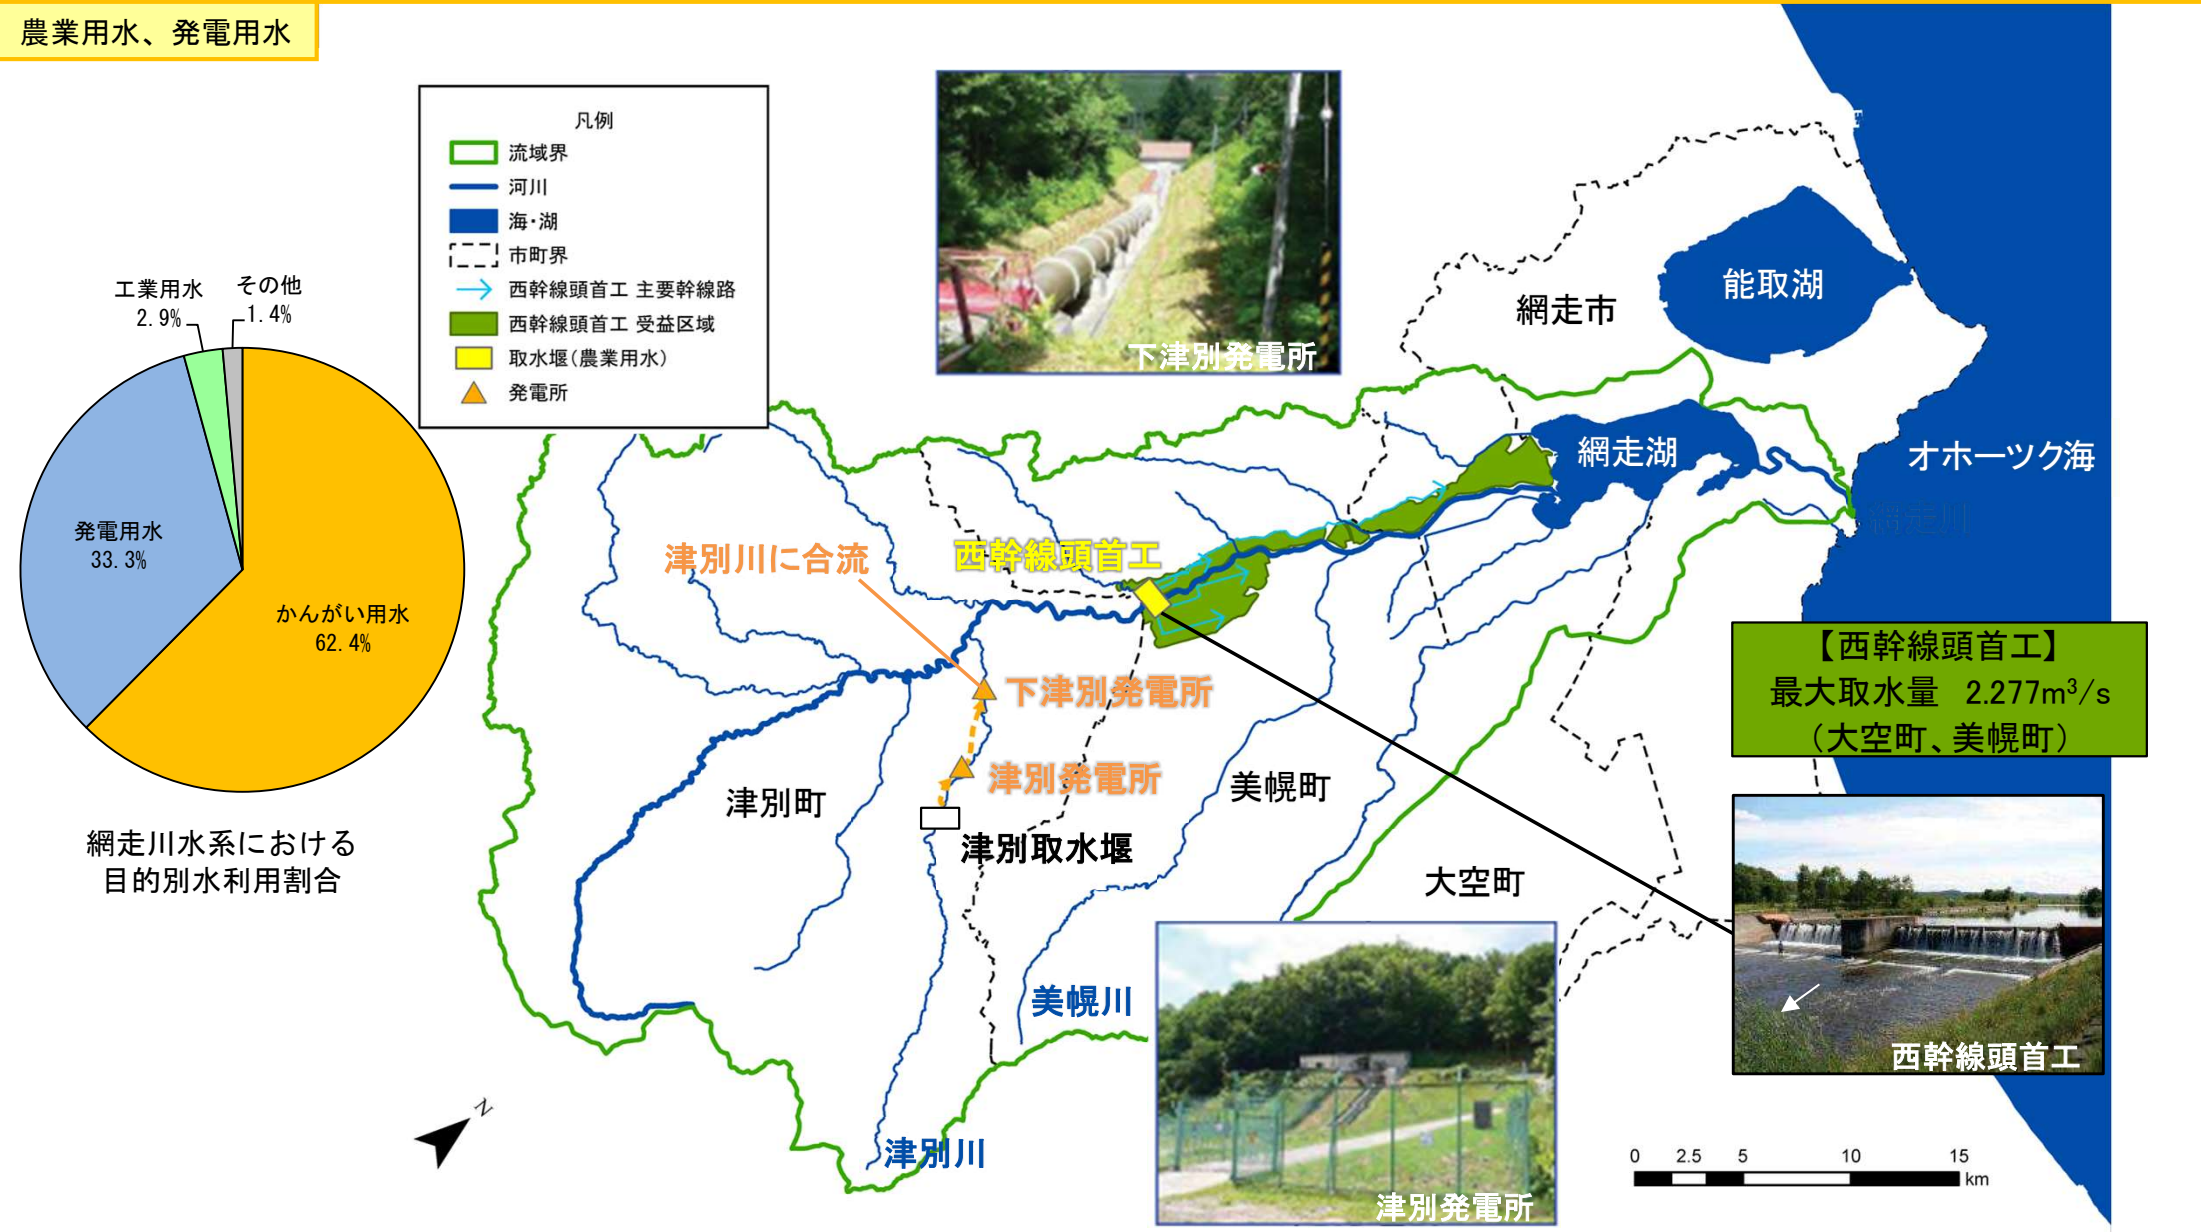 農業用水、発電用水
凡例
流域界
河川
海・湖
市町界
西幹線頭首工 主要幹線路
西幹線頭首工 受益区域
取水堰（農業用水）
発電所
工業用水
2.9%
その他
1.4%
発電用水
33.3%
かんがい用水
62.4%
網走川水系における
目的別水利用割合
下津別発電所
網走市
能取湖
網走湖
オホーツク海
網走川
津別川に合流
西幹線頭首工
下津別発電所
津別発電所
津別町
津別取水堰
美幌町
大空町
美幌川
津別川
【西幹線頭首工】
最大取水量 2.277m³/s
（大空町、美幌町）
西幹線頭首工
津別発電所
N
0 2.5 5 10 15
km